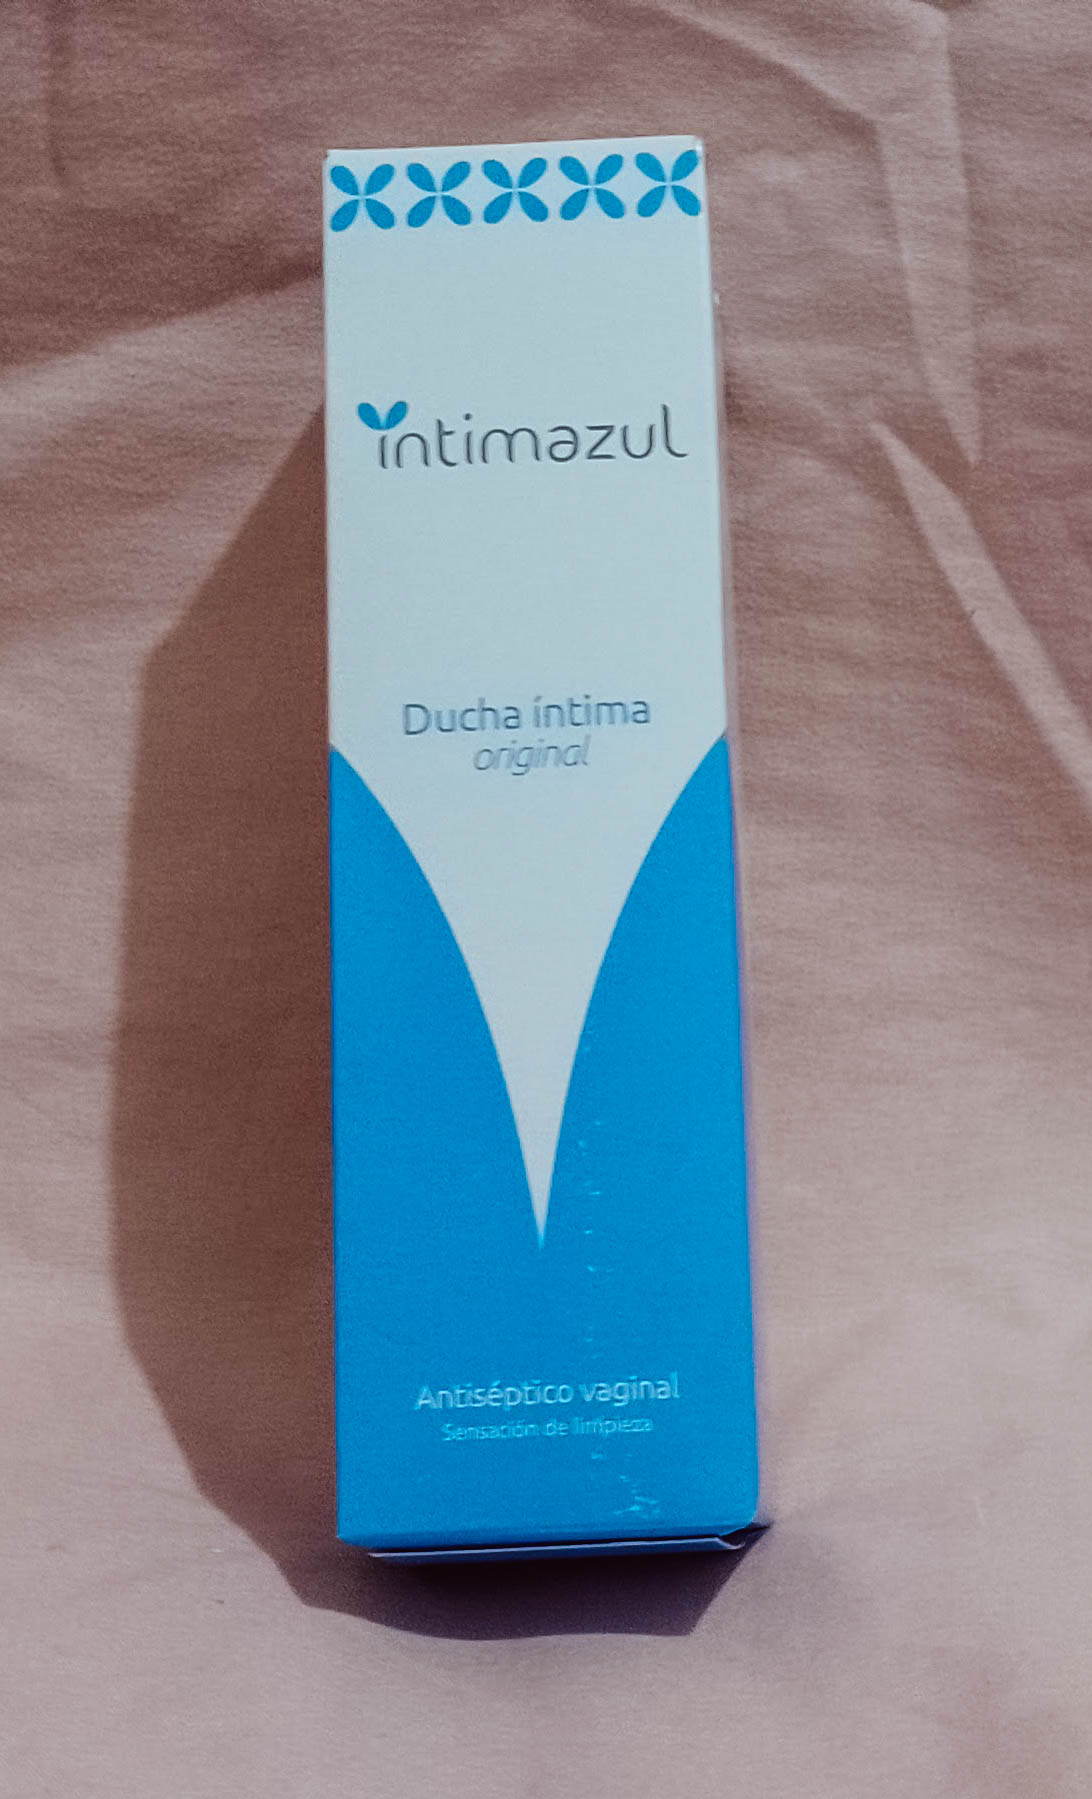 intimazul
Ducha íntima
original
Antiséptico vaginal
Sensación de limpieza